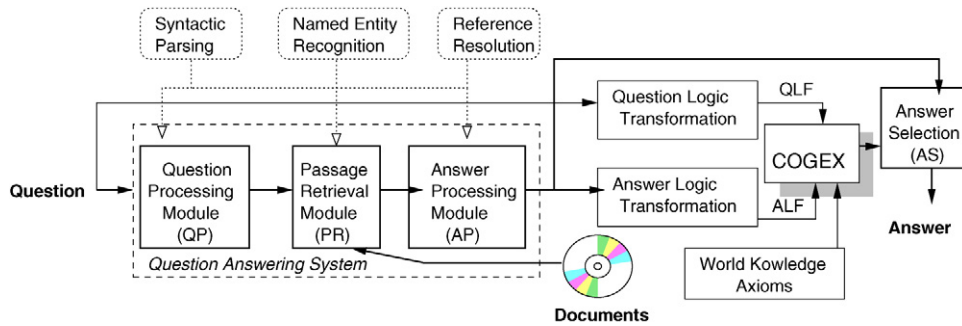 Syntactic
Parsing
Named Entity
Recognition
Reference
Resolution
Question Logic
Transformation
QLF
Answer
Selection
(AS)
COGEX
Question
Question
Processing
Module
(QP)
Passage
Retrieval
Module
(PR)
Answer
Processing
Module
(AP)
Answer Logic
Transformation
ALF
Answer
Question Answering System
World Kowledge
Axioms
Documents